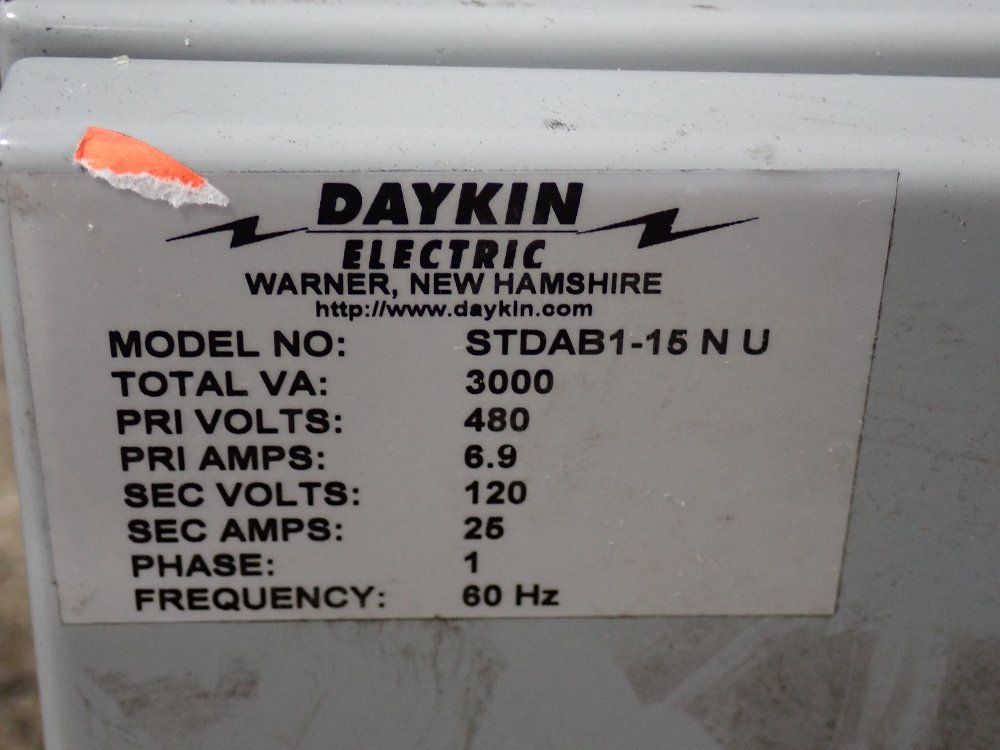 DAYKIN
ELECTRIC
WARNER, NEW HAMSHIRE
http://www.daykin.com
MODEL NO: STDAB1-15 N U
TOTAL VA: 3000
PRI VOLTS: 480
PRI AMPS: 6.9
SEC VOLTS: 120
SEC AMPS: 25
PHASE: 1
FREQUENCY: 60 Hz